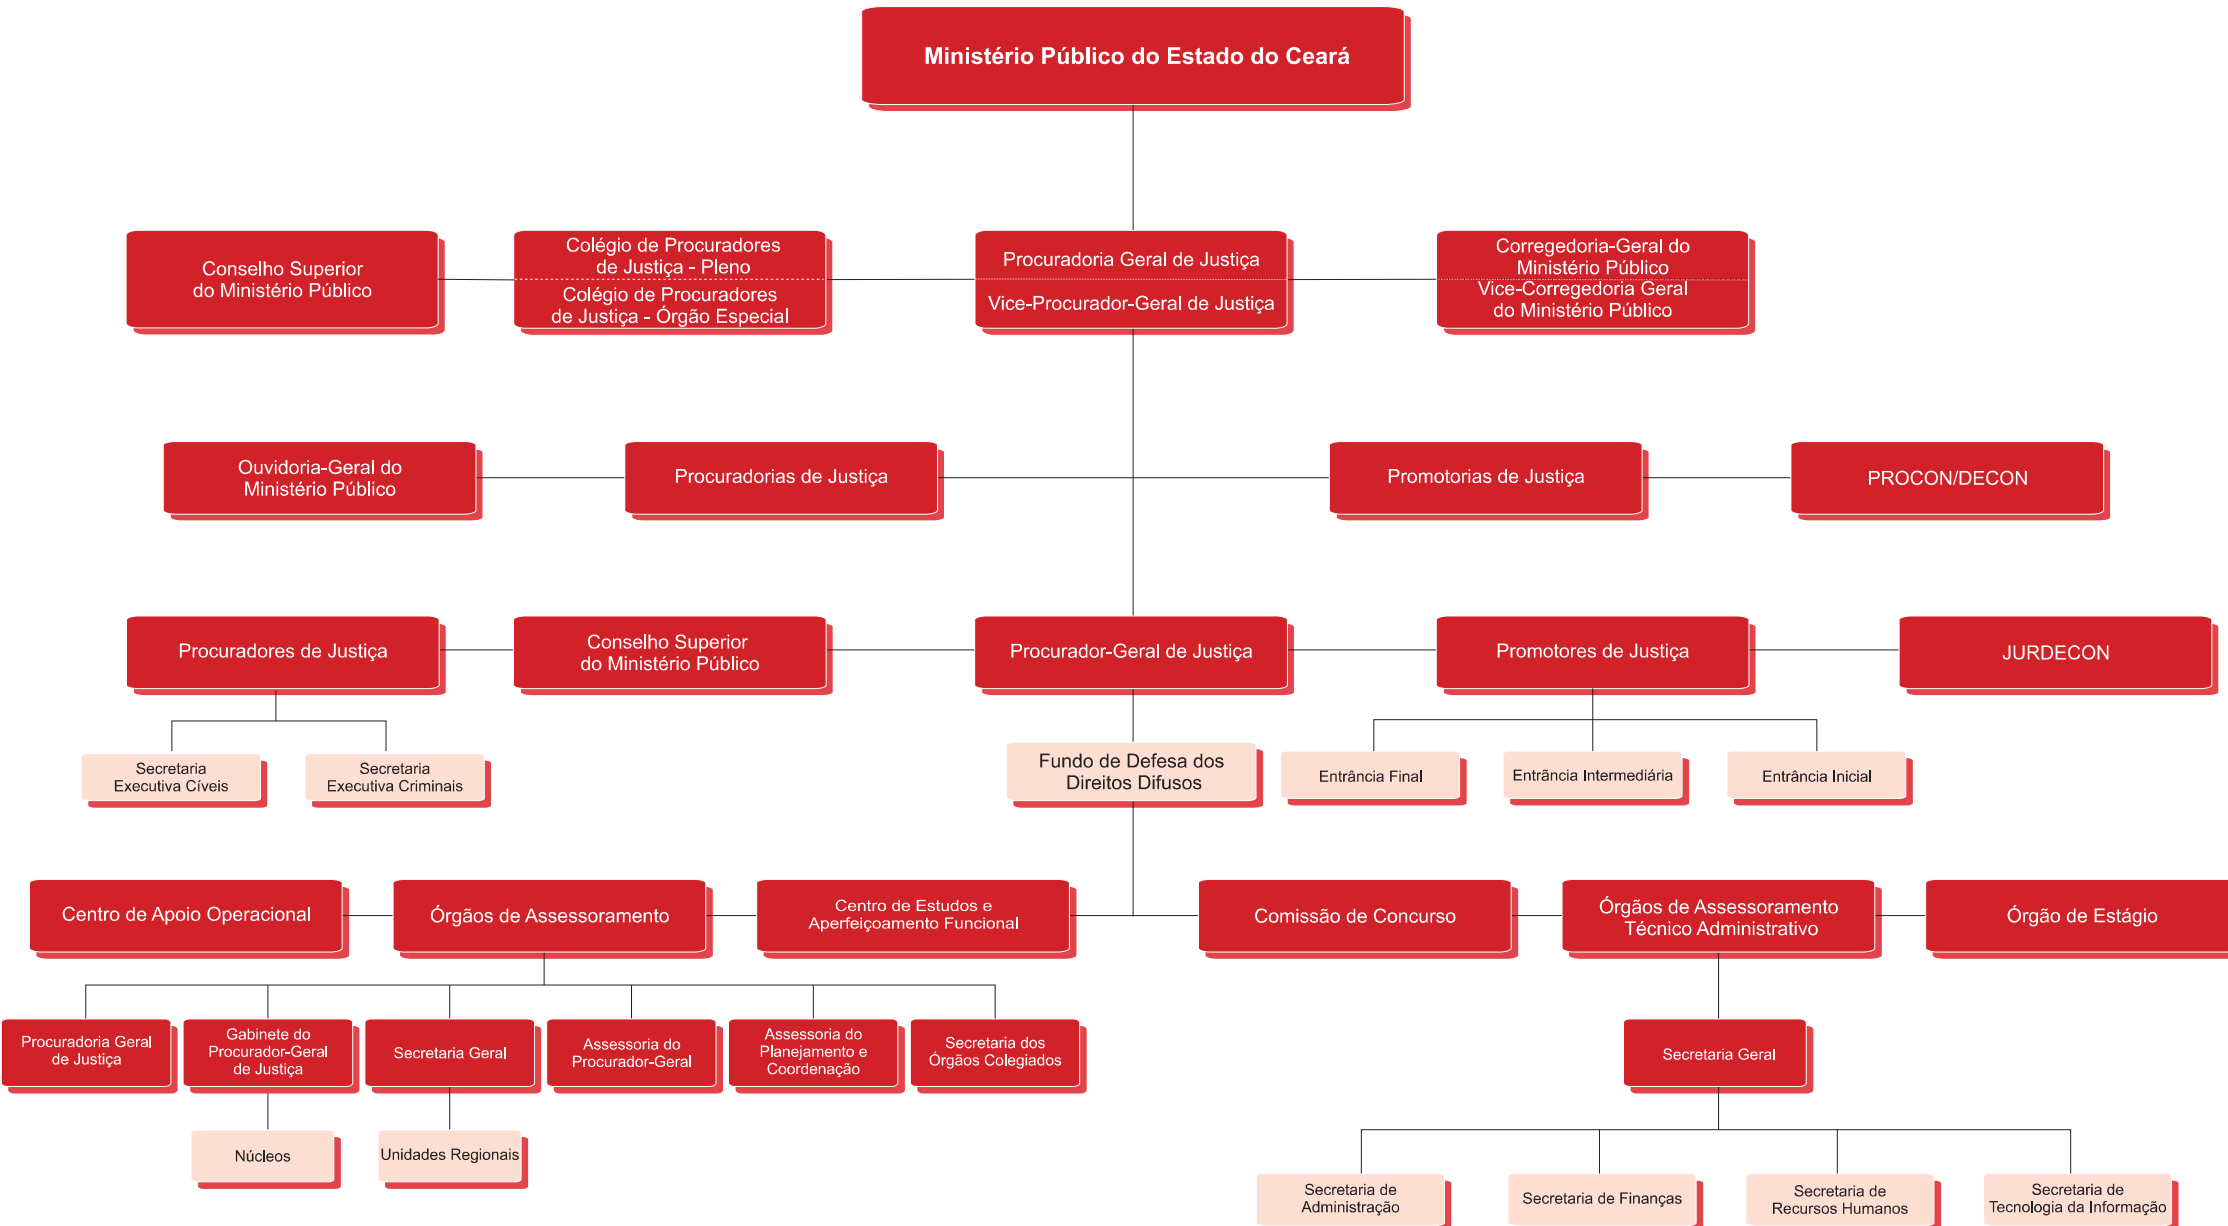 Ministério Público do Estado do Ceará
Conselho Superior
do Ministério Público
Colégio de Procuradores
de Justiça - Pleno
Colégio de Procuradores
de Justiça - Órgão Especial
Procuradoria Geral de Justiça
Vice-Procurador-Geral de Justiça
Corregedoria-Geral do
Ministério Público
Vice-Corregedoria Geral
do Ministério Público
Ouvidoria-Geral do
Ministério Público
Procuradorias de Justiça
Promotorias de Justiça
PROCON/DECON
Procuradores de Justiça
Conselho Superior
do Ministério Público
Procurador-Geral de Justiça
Promotores de Justiça
JURDECON
Secretaria
Executiva Cíveis
Secretaria
Executiva Criminais
Fundo de Defesa dos
Direitos Difusos
Entrância Final
Entrãncia Intermediária
Entrância Inicial
Centro de Apoio Operacional
Órgãos de Assessoramento
Centro de Estudos e
Aperfeiçoamento Funcional
Comissão de Concurso
Órgãos de Assessoramento
Técnico Administrativo
Órgão de Estágio
Procuradoria Geral
de Justiça
Gabinete do
Procurador-Geral
de Justiça
Secretaria Geral
Assessoria do
Procurador-Geral
Assessoria do
Planejamento e
Coordenação
Secretaria dos
Órgãos Colegiados
Secretaria Geral
Núcleos
Unidades Regionais
Secretaria de
Administração
Secretaria de Finanças
Secretaria de
Recursos Humanos
Secretaria de
Tecnologia da Informação